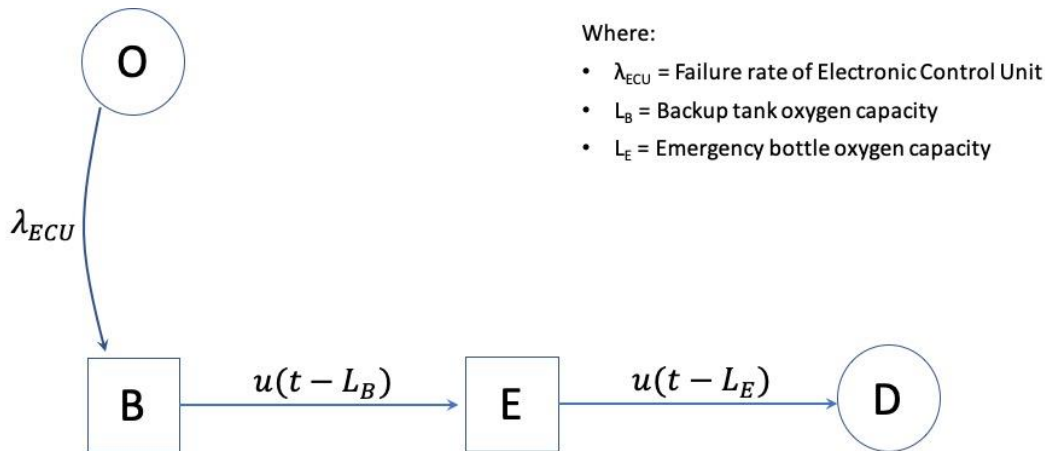 O
Where:
• λECU = Failure rate of Electronic Control Unit
• LB = Backup tank oxygen capacity
• LE = Emergency bottle oxygen capacity
λECU
B
u(t − LB)
E
u(t − LE)
D